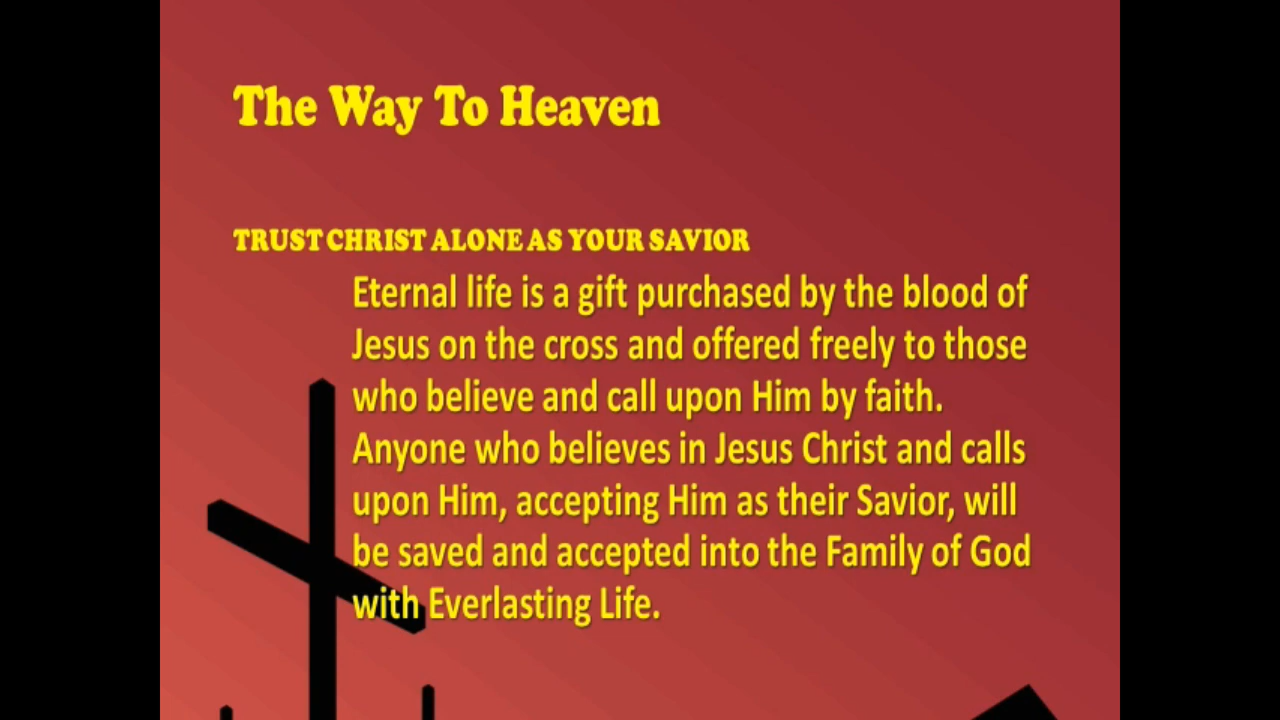 The Way To Heaven
TRUST CHRIST ALONE AS YOUR SAVIOR
Eternal life is a gift purchased by the blood of
Jesus on the cross and offered freely to those
who believe and call upon Him by faith.
Anyone who believes in Jesus Christ and calls
upon Him, accepting Him as their Savior, will
be saved and accepted into the Family of God
with Everlasting Life.